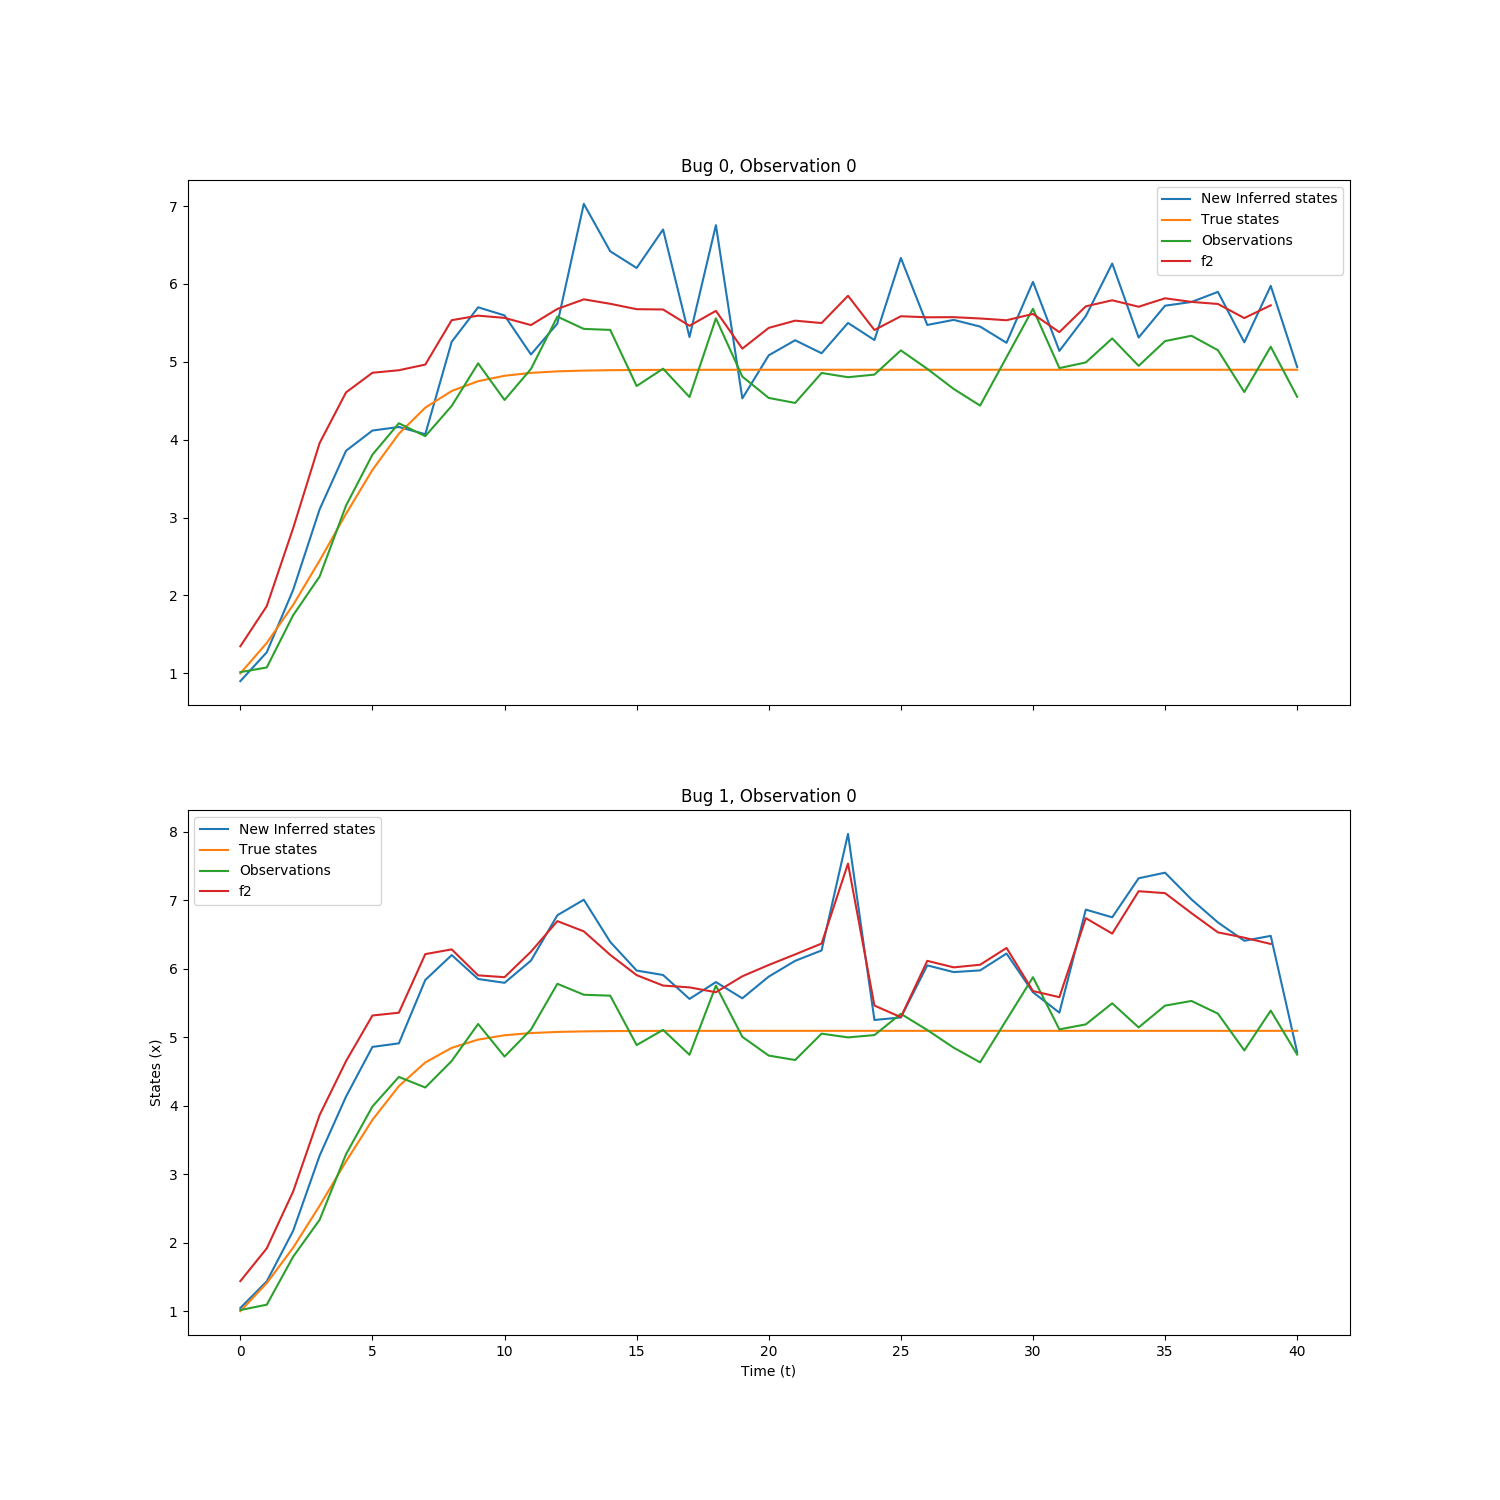 Bug 0, Observation 0
7
6
5
4
3
2
1
New Inferred states
True states
Observations
f2
Bug 1, Observation 0
8
7
6
5
4
3
2
1
States (x)
New Inferred states
True states
Observations
f2
0 5 10 15 20 25 30 35 40
Time (t)